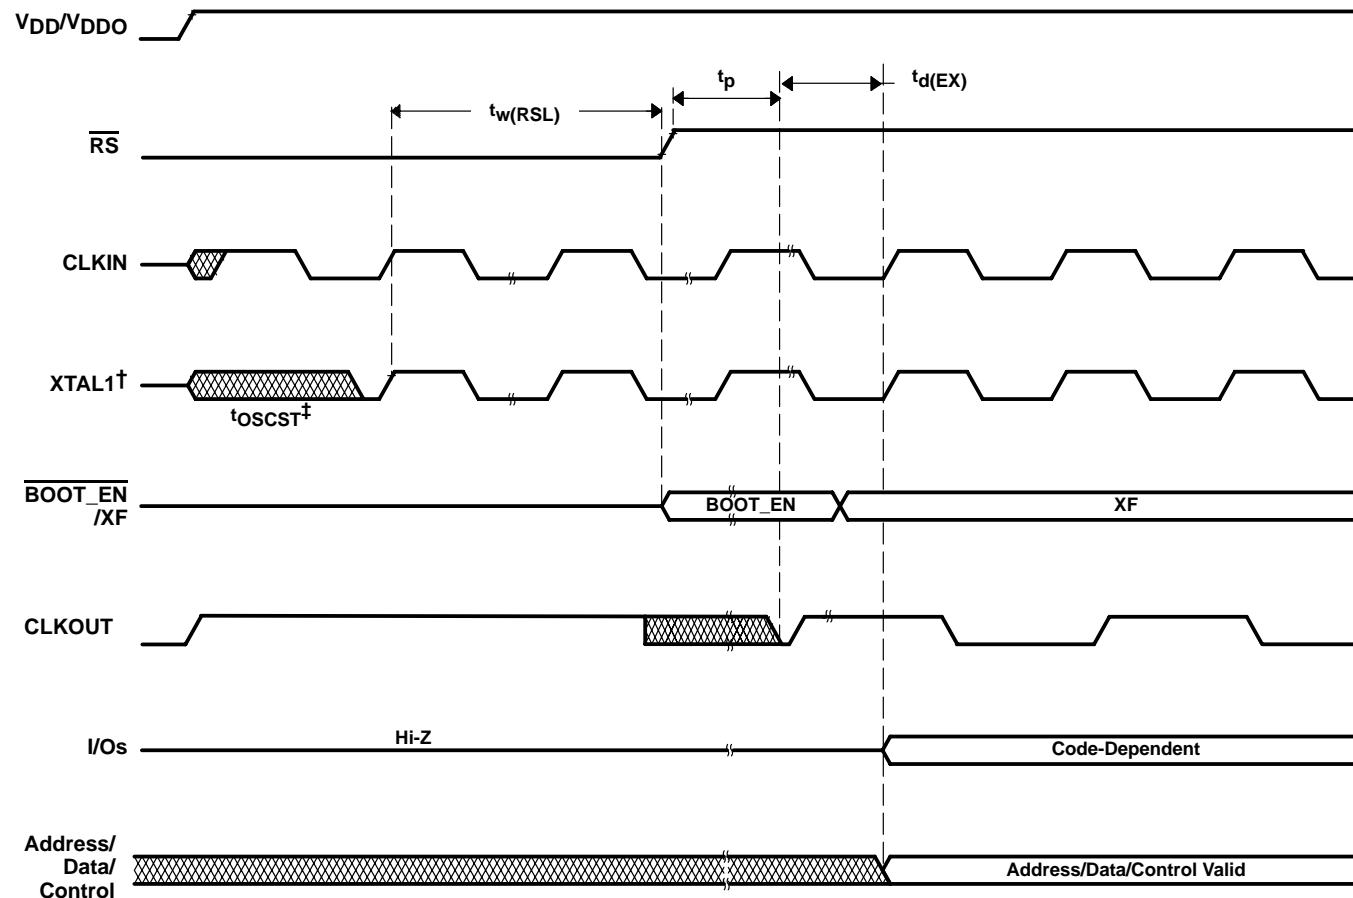 VDD/VDDO
tp
td(EX)
tw(RSL)
RS
CLKIN
XTAL1†
tOSCST‡
BOOT_EN
/XF
BOOT_EN
XF
CLKOUT
I/Os
Hi-Z
Code-Dependent
Address/
Data/
Control
Address/Data/Control Valid